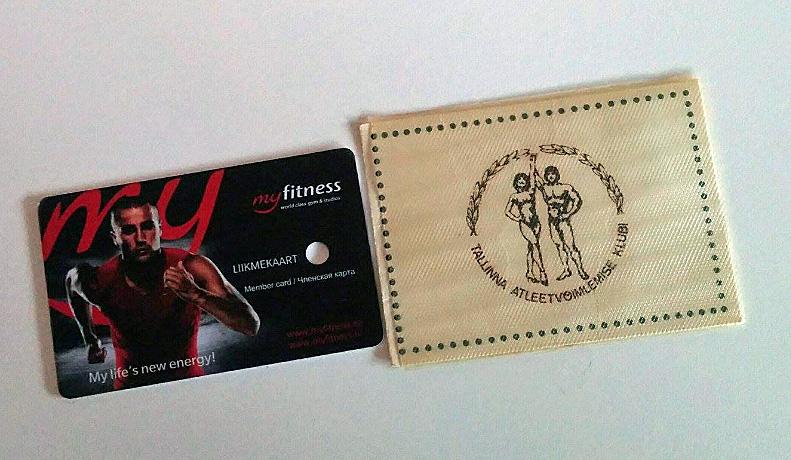 my
myfitness
world class gym & studios
LIIKMEKAART
Member card / Членская карта
www.myfitness.ee
www.myfitness.lv
My life's new energy!
TALLINNA ATLEETVÕIMLEMISE KLUBI